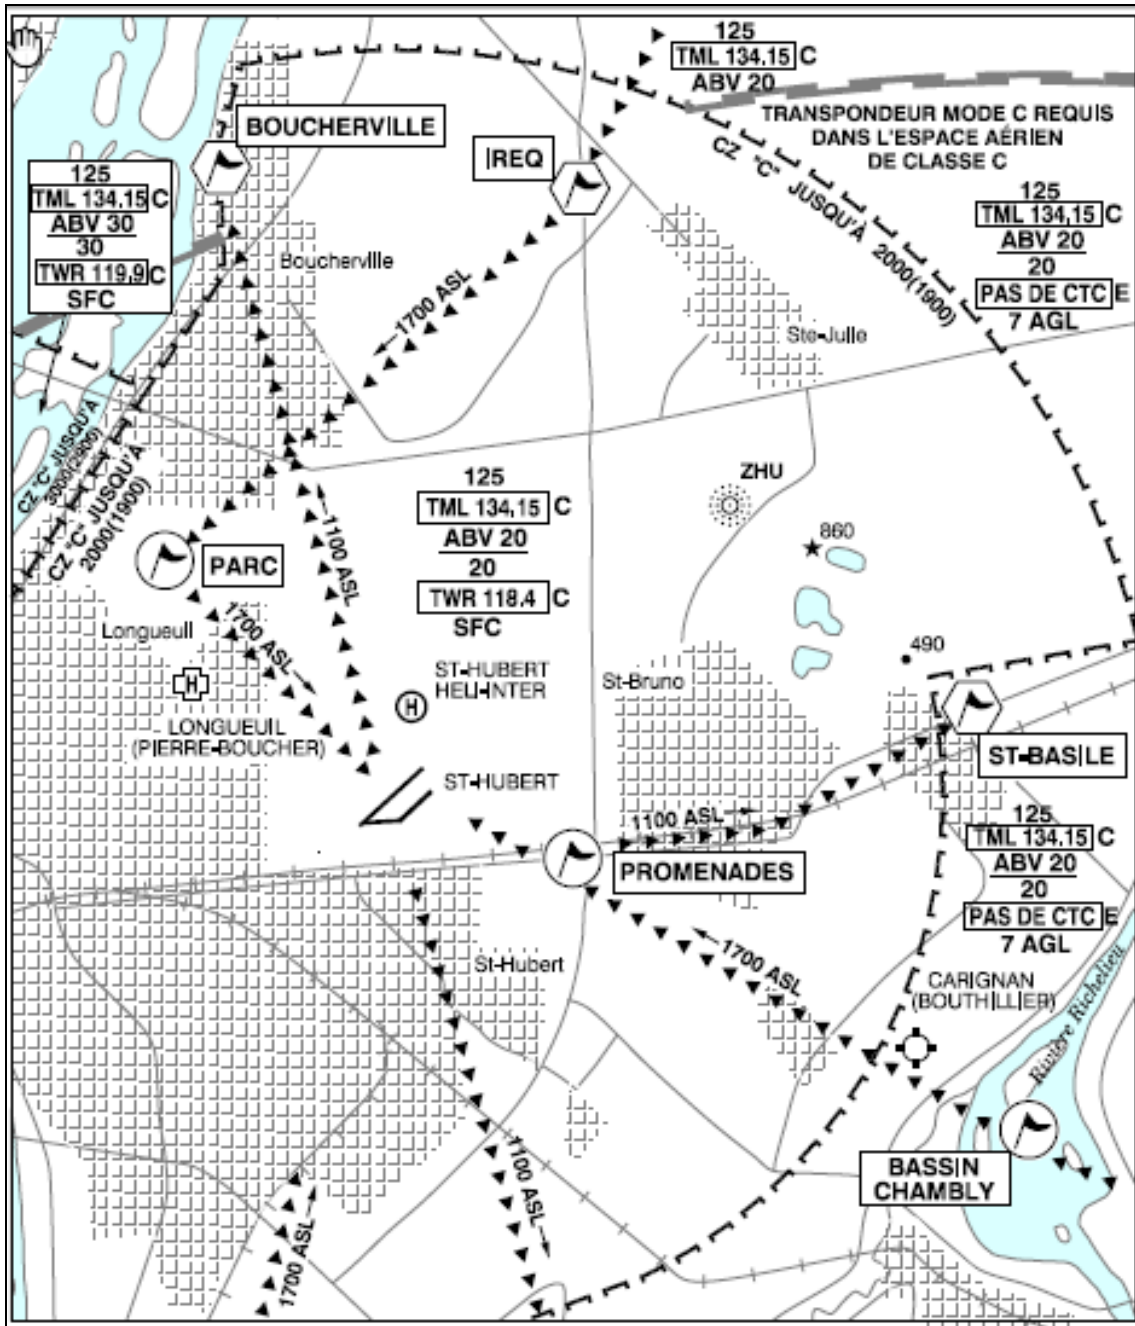 125
TML 134.15 C
ABV 20
TRANSPONDEUR MODE C REQUIS
DANS L'ESPACE AÉRIEN
DE CLASSE C
BOUCHERVILLE
IREQ
CZ "C" JUSQU'À 2000(1900)
125
TML 134.15 C
ABV 30
30
TWR 119.9 C
SFC
125
TML 134.15 C
ABV 20
20
PAS DE CTC E
7 AGL
Boucherville
1700 ASL
Ste-Julie
CZ "C" JUSQU'À
3000(2900)
CZ "C" JUSQU'À
2000(1900)
125
TML 134.15 C
ABV 20
20
TWR 118.4 C
SFC
ZHU
860
1100 ASL
PARC
1700 ASL
Longueuil
490
ST-HUBERT
HELI-INTER
St-Bruno
H
H
LONGUEUIL
(PIERRE-BOUCHER)
ST-BASILE
ST-HUBERT
1100 ASL
125
TML 134.15 C
ABV 20
20
PAS DE CTC E
7 AGL
PROMENADES
St-Hubert
1700 ASL
CARIGNAN
(BOUTHILLIER)
Rivière Richelieu
BASSIN
CHAMBLY
1100 ASL
1700 ASL